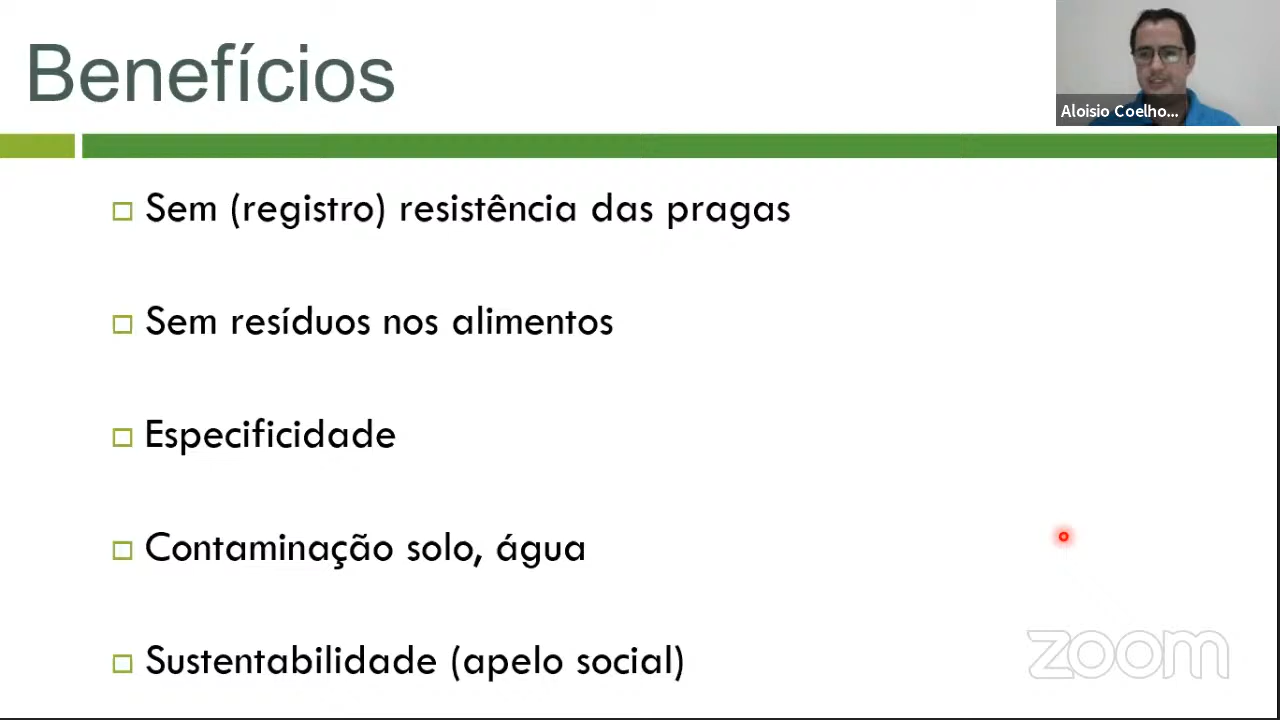 Benefícios
Aloisio Coelho...
Sem (registro) resistência das pragas
Sem resíduos nos alimentos
Especificidade
Contaminação solo, água
Sustentabilidade (apelo social)
zoom